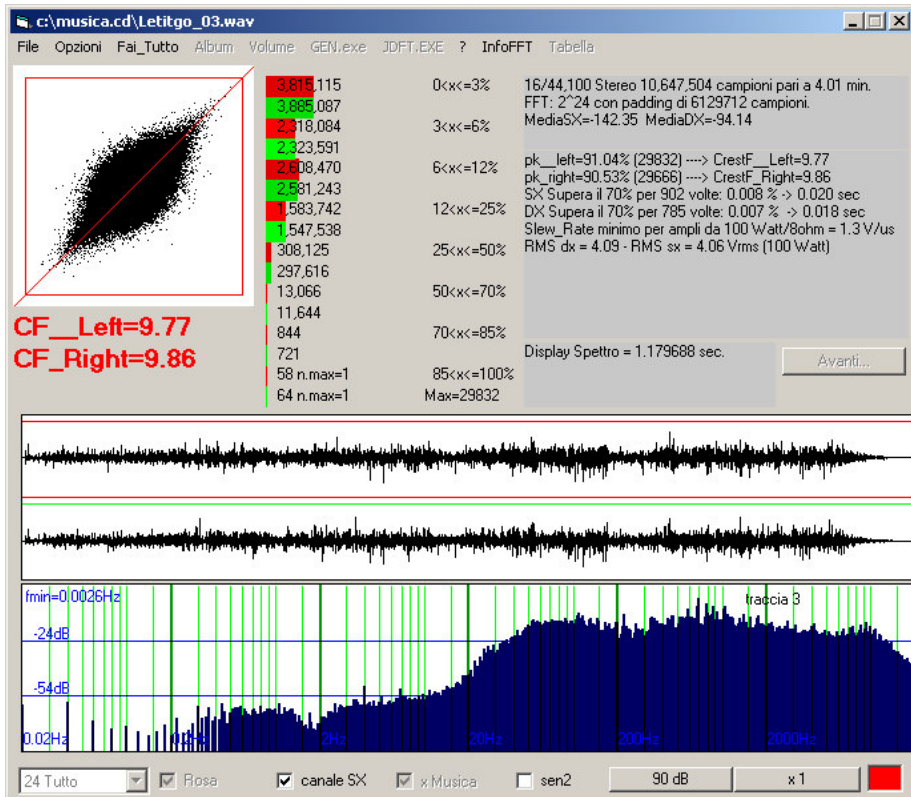 c:\musica.cd\Letitgo_03.wav
File Opzioni Fai_Tutto Album Volume GEN.exe JDFT.EXE ? InfoFFT Tabella
3,815,115 0<x<=3%
3,885,087
2,318,084 3<x<=6%
2,323,591
2,608,470 6<x<=12%
2,581,243
1,583,742 12<x<=25%
1,547,538
308,125 25<x<=50%
297,616
13,066 50<x<=70%
11,644
844 70<x<=85%
721
58 n.max=1 85<x<=100%
64 n.max=1 Max=29832
CF__Left=9.77
CF_Right=9.86
16/44,100 Stereo 10,647,504 campioni pari a 4.01 min.
FFT: 2^24 con padding di 6129712 campioni.
MediaSX=-142.35 MediaDX=-94.14
pk__left=91.04% (29832) ----> CrestF__Left=9.77
pk_right=90.53% (29666) ----> CrestF_Right=9.86
SX Supera il 70% per 902 volte: 0.008 % -> 0.020 sec
DX Supera il 70% per 785 volte: 0.007 % -> 0.018 sec
Slew_Rate minimo per ampli da 100 Watt/8ohm = 1.3 V/us
RMS dx = 4.09 - RMS sx = 4.06 Vrms (100 Watt)
Display Spettro = 1.179688 sec.
Avanti...
fmin=0.0026Hz
traccia 3
-24dB
-54dB
0.02Hz 0.2Hz 2Hz 20Hz 200Hz 2000Hz
24 Tutto Rosa canale SX x Musica sen2 90 dB x 1